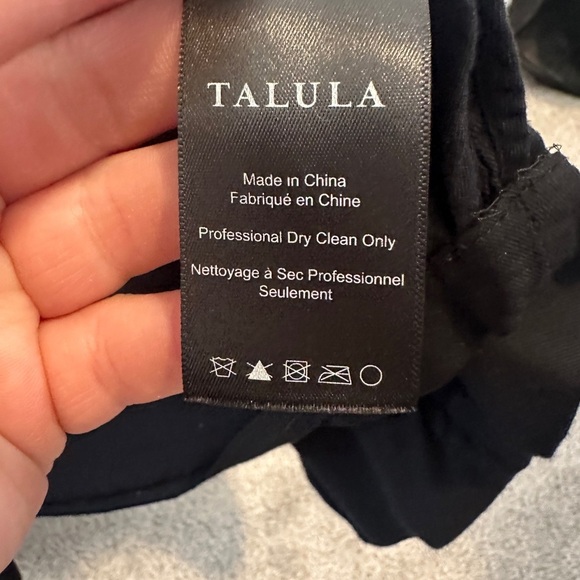 TALULA
Made in China
Fabriqué en Chine
Professional Dry Clean Only
Nettoyage à Sec Professionnel
Seulement